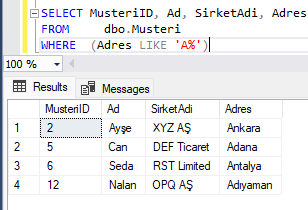 SELECT MusteriID, Ad, SirketAdi, Adres
FROM dbo.Musteri
WHERE (Adres LIKE 'A%')
100 %
Results Messages
MusteriID Ad SirketAdi Adres
1 2 Ayşe XYZ AŞ Ankara
2 5 Can DEF Ticaret Adana
3 6 Seda RST Limited Antalya
4 12 Nalan OPQ AŞ Adıyaman